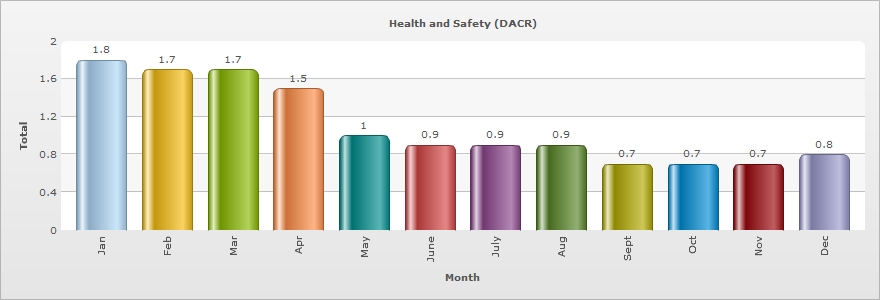 Health and Safety (DACR)
Total
2
1.6
1.2
0.8
0.4
0
1.8
1.7
1.7
1.5
1
0.9
0.9
0.9
0.7
0.7
0.7
0.8
Jan
Feb
Mar
Apr
May
June
July
Aug
Sept
Oct
Nov
Dec
Month